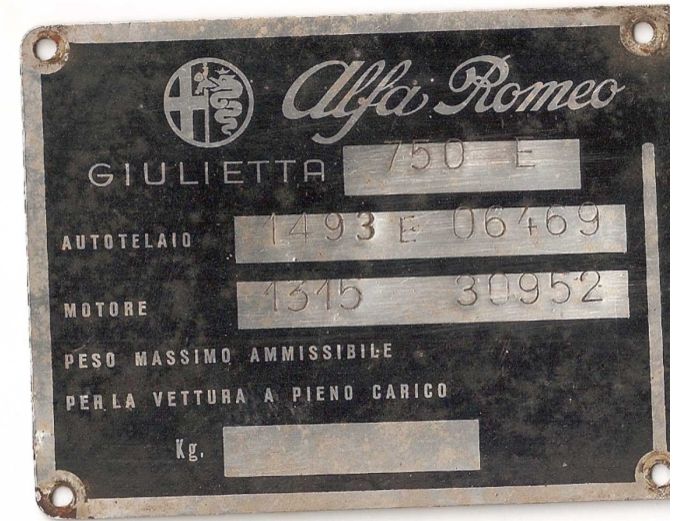 Alfa Romeo
GIULIETTA 750 E
AUTOTELAIO 1493 E 06469
MOTORE 1315 30952
PESO MASSIMO AMMISSIBILE
PER LA VETTURA A PIENO CARICO
Kg.